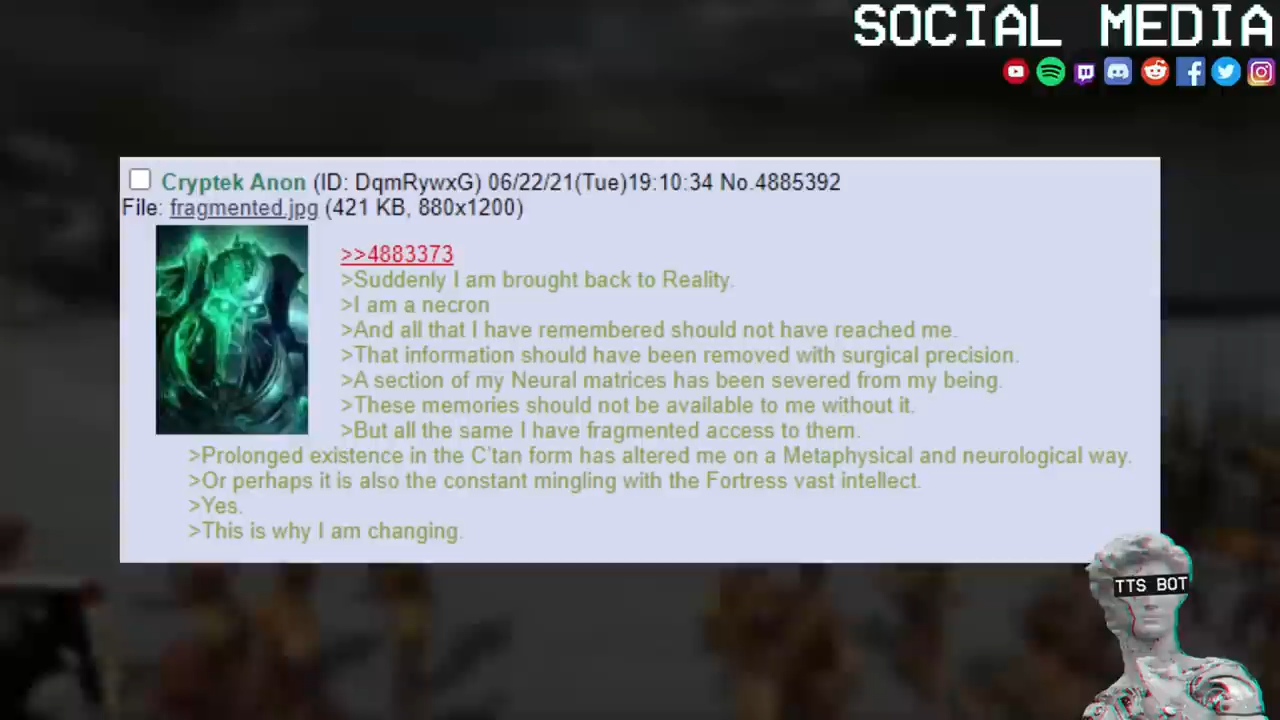 SOCIAL MEDIA
Cryptek Anon (ID: DqmRywxG) 06/22/21(Tue)19:10:34 No.4885392
File: fragmented.jpg (421 KB, 880x1200)
>>4883373
>Suddenly I am brought back to Reality.
>I am a necron
>And all that I have remembered should not have reached me.
>That information should have been removed with surgical precision.
>A section of my Neural matrices has been severed from my being.
>These memories should not be available to me without it.
>But all the same I have fragmented access to them.
>Prolonged existence in the C'tan form has altered me on a Metaphysical and neurological way.
>Or perhaps it is also the constant mingling with the Fortress vast intellect.
>Yes.
>This is why I am changing.
TTS BOT